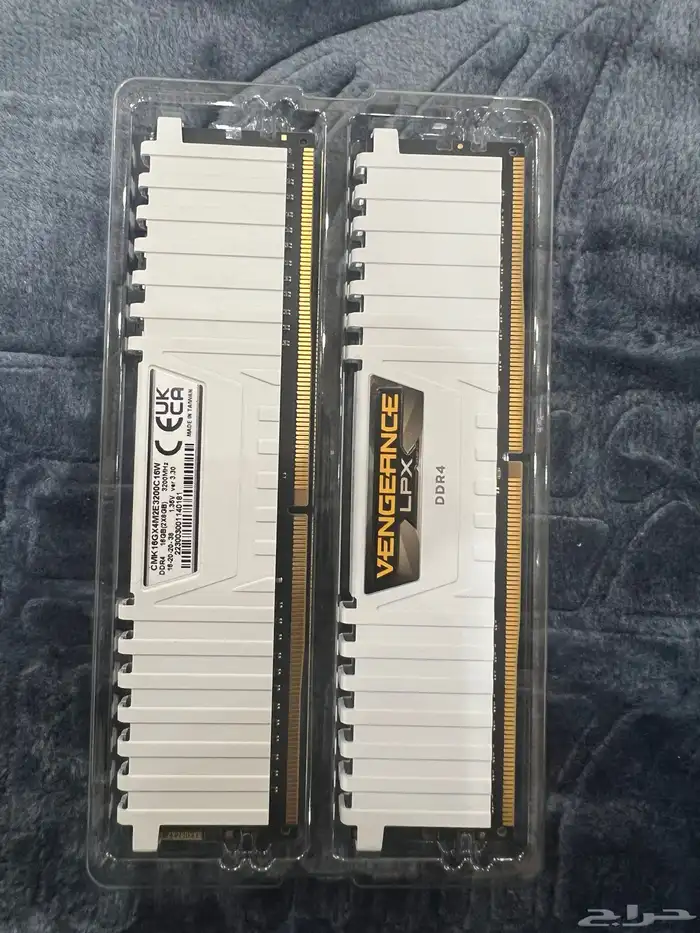 CMK16GX4M2E3200C16W
DDR4 16GB(2X8GB) 3200MHz
16-20-20-38 1.35V ver 3.30
223003001140181
CE UK
CA
MADE IN TAIWAN
VENGEANCE
LPX
DDR4
حراج